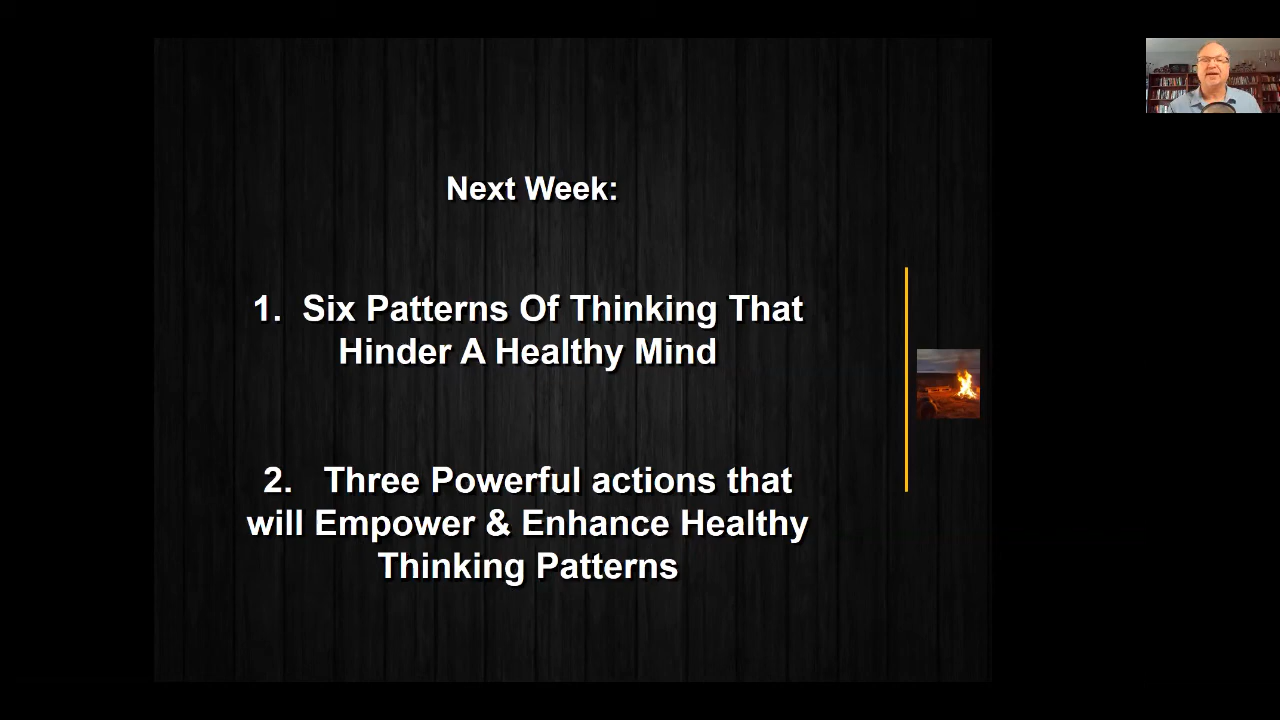 Next Week:
1. Six Patterns Of Thinking That
Hinder A Healthy Mind
2. Three Powerful actions that
will Empower & Enhance Healthy
Thinking Patterns